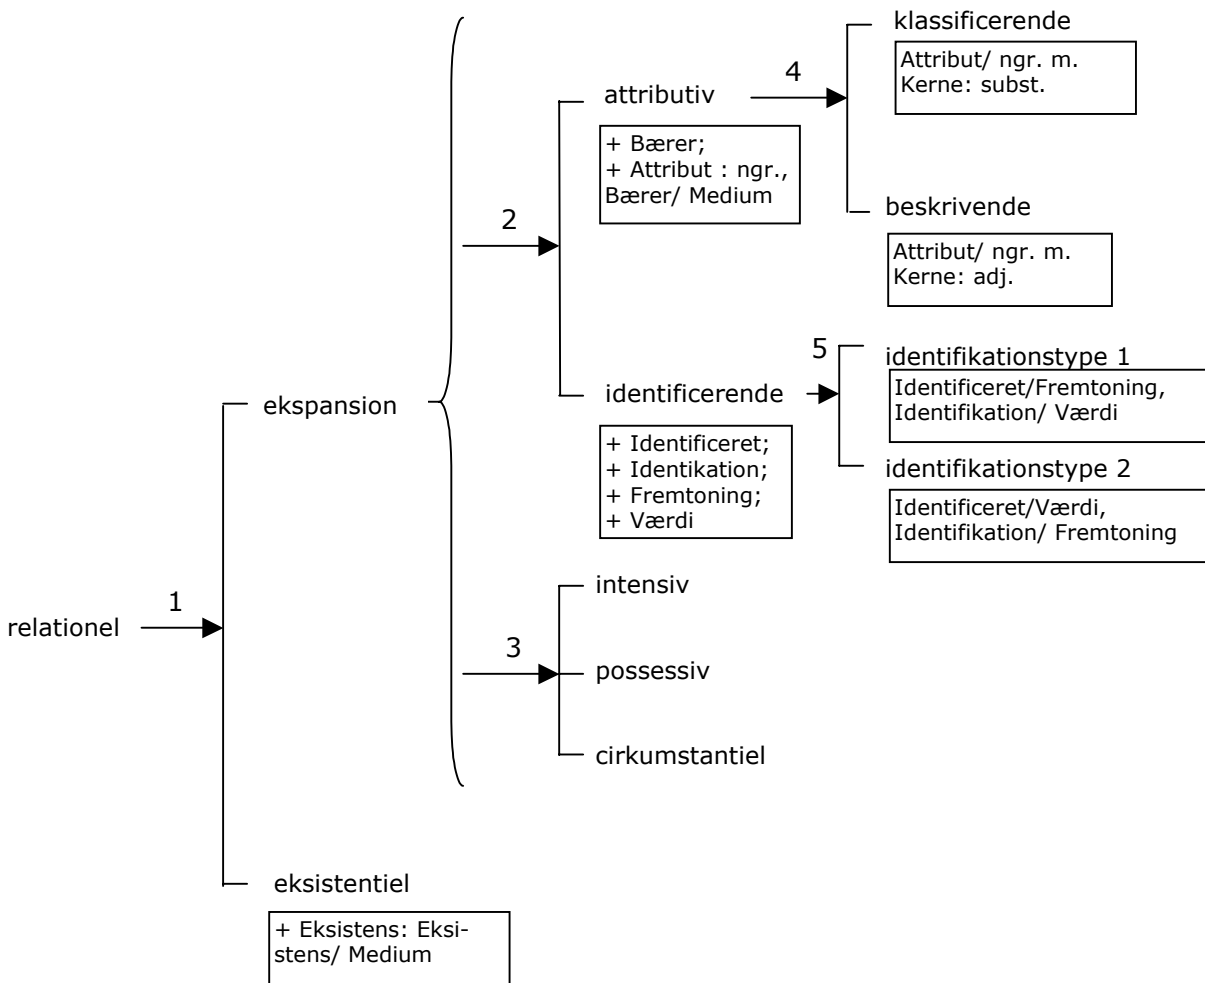 klassificerende
Attribut/ ngr. m.
Kerne: subst.
4
attributiv
+ Bærer;
+ Attribut : ngr.,
Bærer/ Medium
2
beskrivende
Attribut/ ngr. m.
Kerne: adj.
5
identifikationstype 1
Identificeret/Fremtoning,
Identifikation/ Værdi
ekspansion
identificerende
+ Identificeret;
+ Identikation;
+ Fremtoning;
+ Værdi
identifikationstype 2
Identificeret/Værdi,
Identifikation/ Fremtoning
intensiv
1
relationel
3
possessiv
cirkumstantiel
eksistentiel
+ Eksistens: Eksi-
stens/ Medium